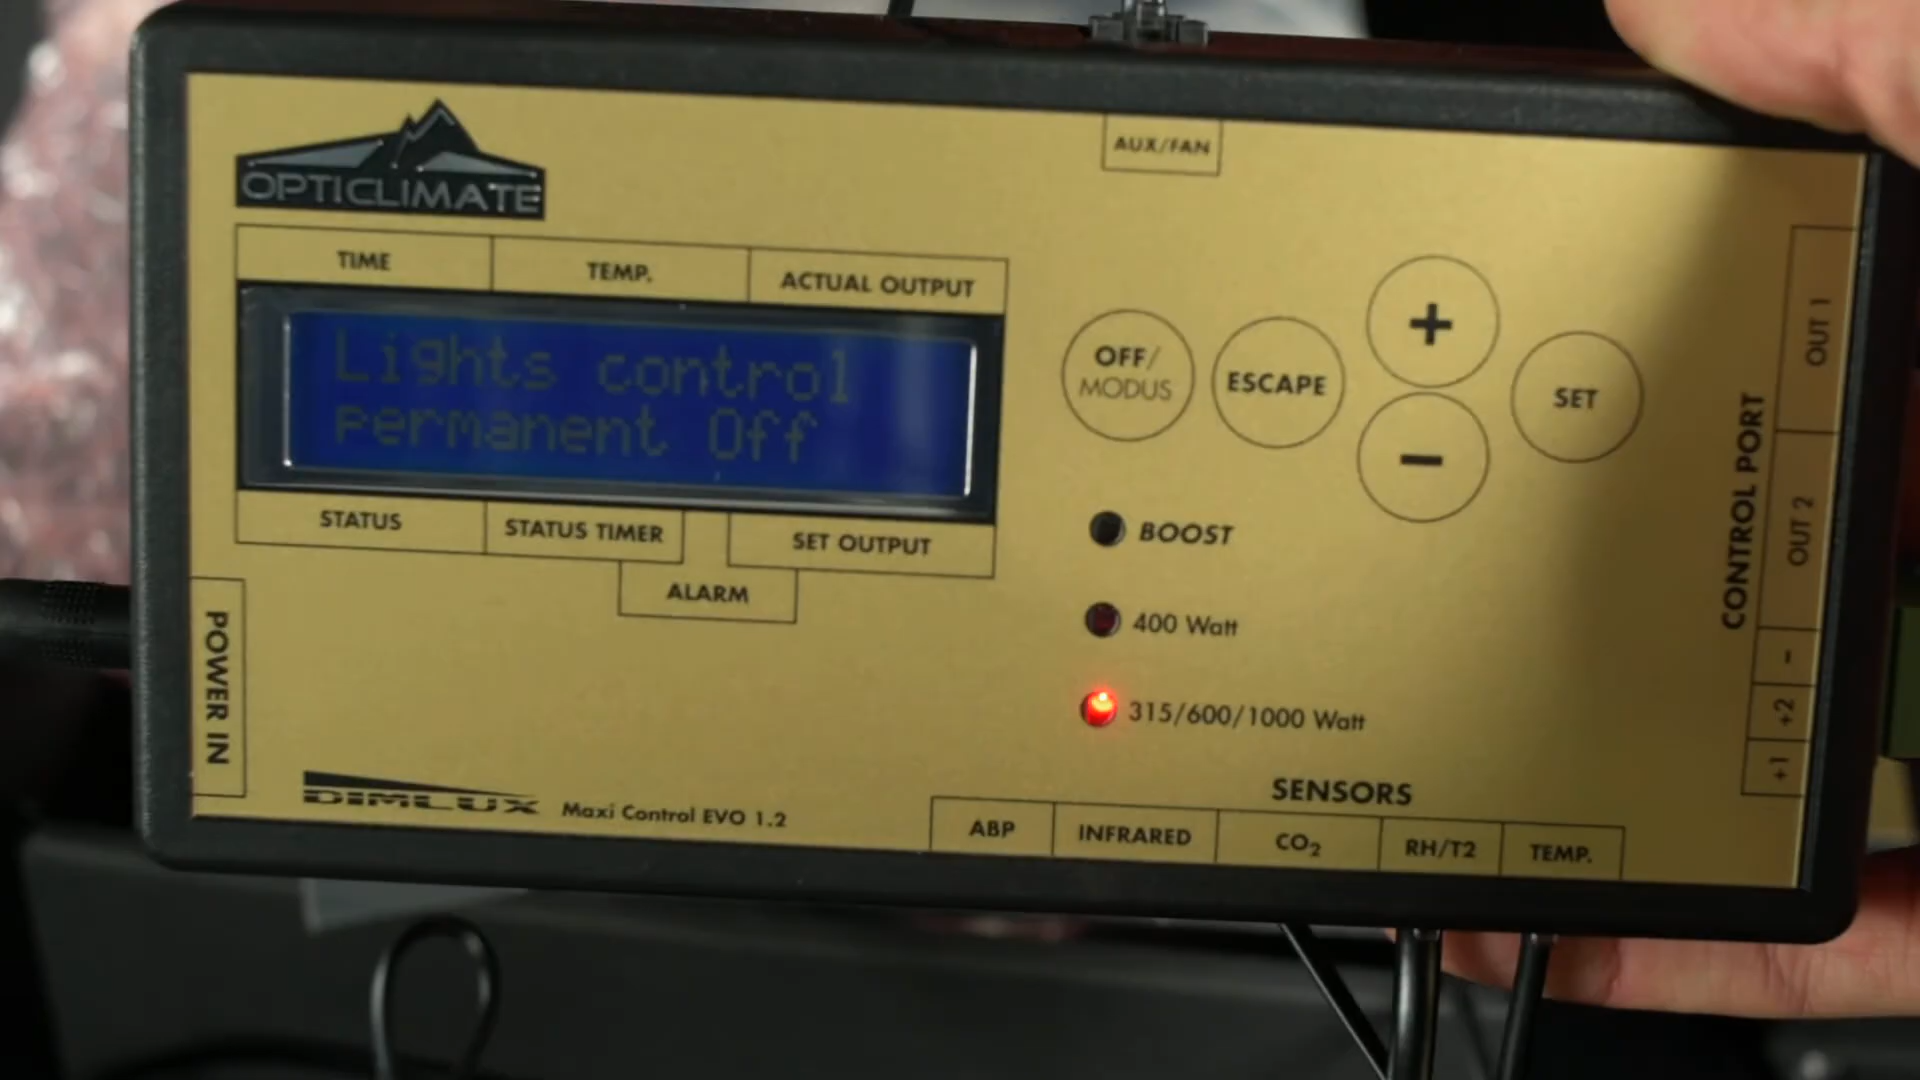 OPTICLIMATE
AUX/FAN
TIME TEMP. ACTUAL OUTPUT
Lights control
permanent Off
STATUS STATUS TIMER SET OUTPUT
ALARM
OFF/
MODUS
ESCAPE
+
−
SET
BOOST
400 Watt
315/600/1000 Watt
CONTROL PORT
OUT 1
OUT 2
-
+2
+1
POWER IN
DIMLUX Maxi Control EVO 1.2
SENSORS
ABP INFRARED CO₂ RH/T2 TEMP.